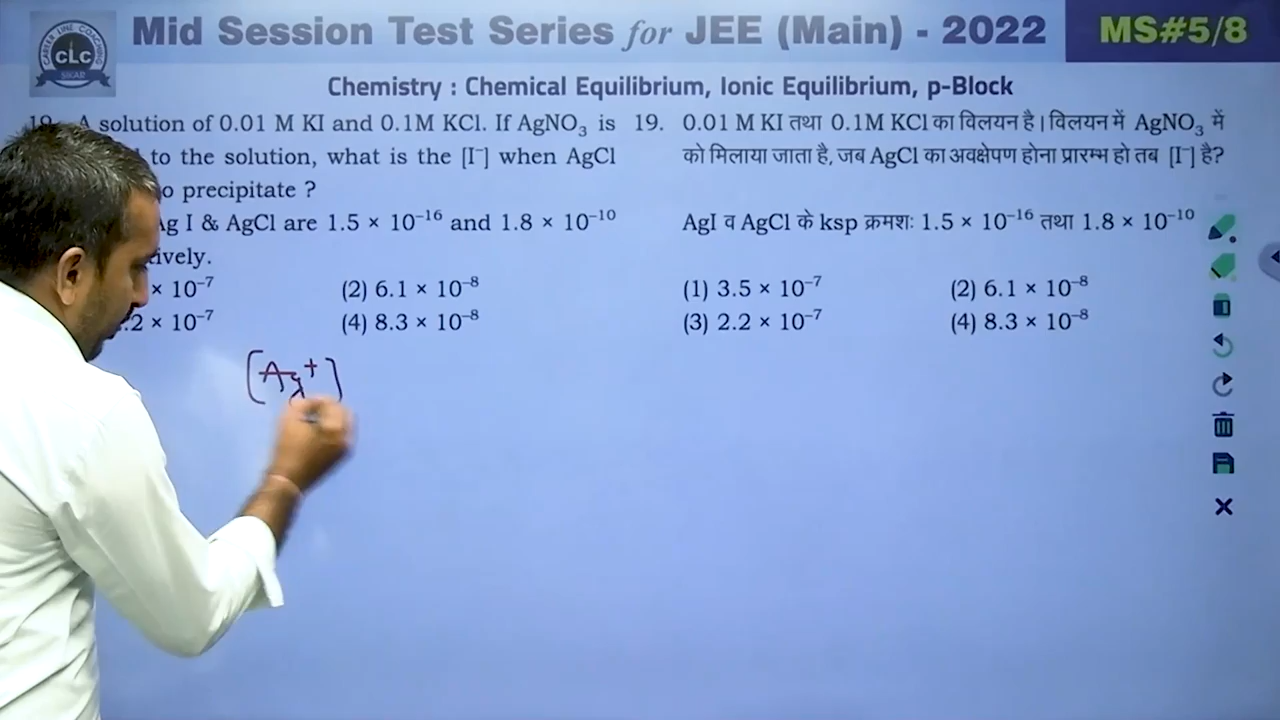 Mid Session Test Series for JEE (Main) - 2022
MS#5/8
CLC
SIKAR
Chemistry : Chemical Equilibrium, Ionic Equilibrium, p-Block
A solution of 0.01 M KI and 0.1M KCl. If AgNO₃ is
to the solution, what is the [I⁻] when AgCl
precipitate ?
I & AgCl are 1.5 × 10⁻¹⁶ and 1.8 × 10⁻¹⁰
× 10⁻⁷ (2) 6.1 × 10⁻⁸
× 10⁻⁷ (4) 8.3 × 10⁻⁸
19. 0.01 M KI तथा 0.1M KCl का विलयन है। विलयन में AgNO₃ में
को मिलाया जाता है, जब AgCl का अवक्षेपण होना प्रारम्भ हो तब [I⁻] है?
AgI व AgCl के ksp क्रमशः 1.5 × 10⁻¹⁶ तथा 1.8 × 10⁻¹⁰
(1) 3.5 × 10⁻⁷ (2) 6.1 × 10⁻⁸
(3) 2.2 × 10⁻⁷ (4) 8.3 × 10⁻⁸
[Ag⁺]